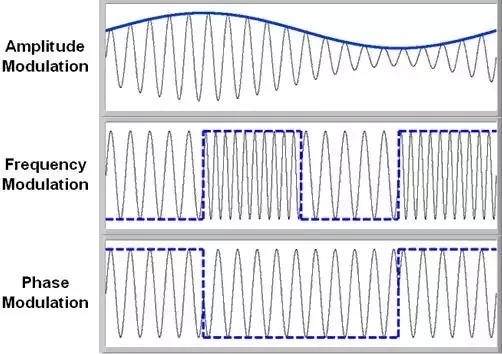 Amplitude
Modulation
Frequency
Modulation
Phase
Modulation